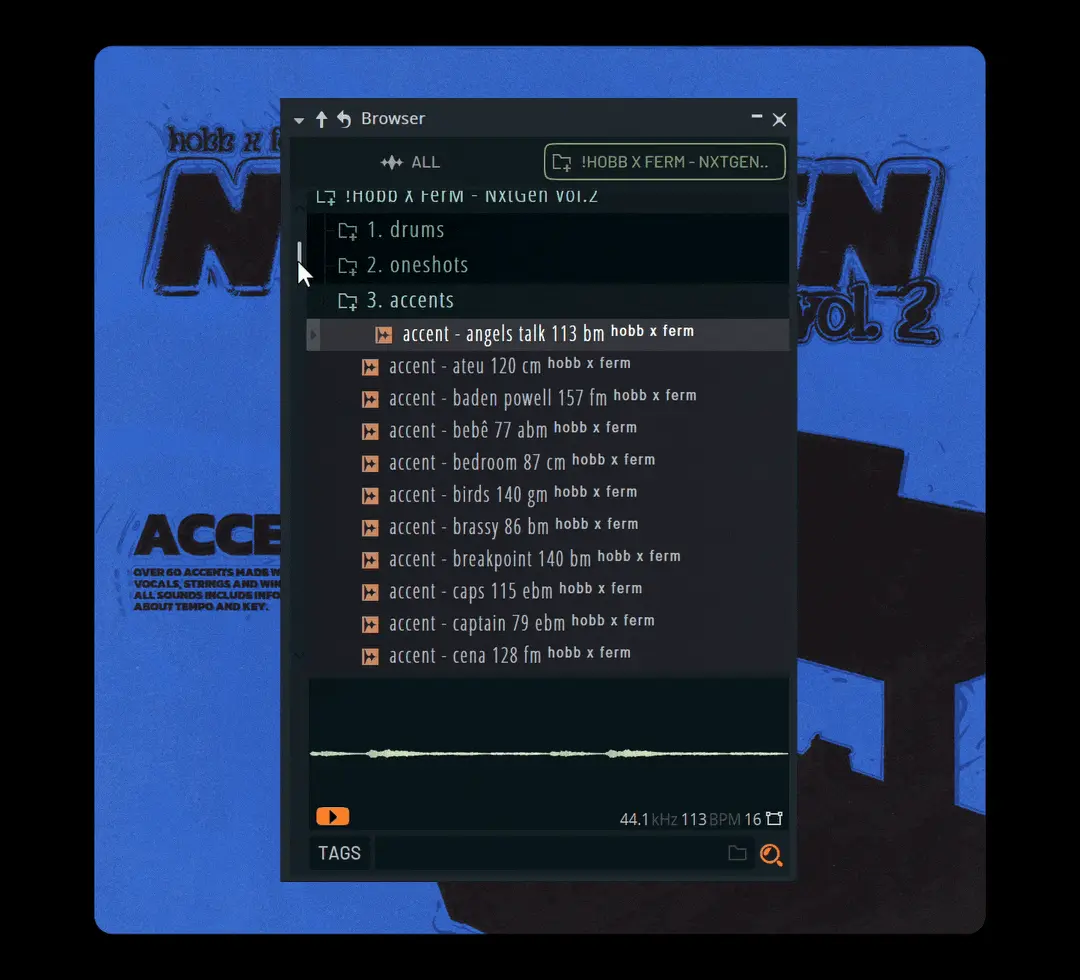 Browser
ALL
!HOBB X FERM - NXTGEN..
hobb x f
!Hobb X FerM - NxtGen Vol.2
1. drums
2. oneshots
3. accents
vol. 2
accent - angels talk 113 bm hobb x ferm
accent - ateu 120 cm hobb x ferm
accent - baden powell 157 fm hobb x ferm
accent - bebê 77 abm hobb x ferm
accent - bedroom 87 cm hobb x ferm
accent - birds 140 gm hobb x ferm
accent - brassy 86 bm hobb x ferm
accent - breakpoint 140 bm hobb x ferm
accent - caps 115 ebm hobb x ferm
accent - captain 79 ebm hobb x ferm
accent - cena 128 fm hobb x ferm
ACCE
OVER 60 ACCENTS MADE W
VOCALS, STRINGS AND WIN
ALL SOUNDS INCLUDE INFO
ABOUT TEMPO AND KEY.
44.1kHz 113BPM 16
TAGS